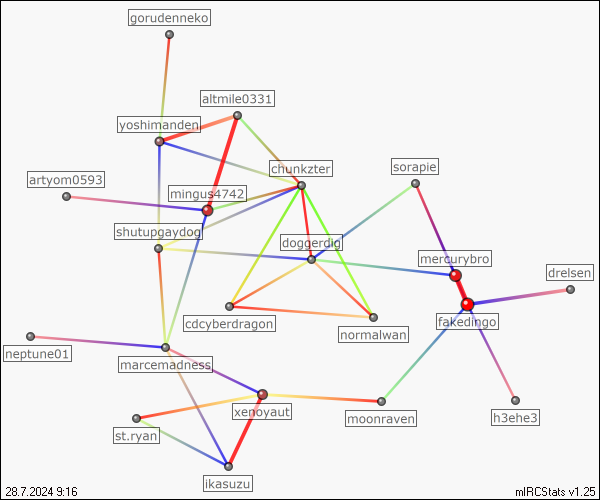 gorudenneko
altmile0331
yoshimanden
chunkzter
sorapie
artyom0593
mingus4742
shutupgaydog
doggerdig
mercurybro
drelsen
cdcyberdragon
fakedingo
normalwan
neptune01
marcemadness
xenoyaut
moonraven
h3ehe3
st.ryan
ikasuzu
28.7.2024 9:16
mIRCStats v1.25